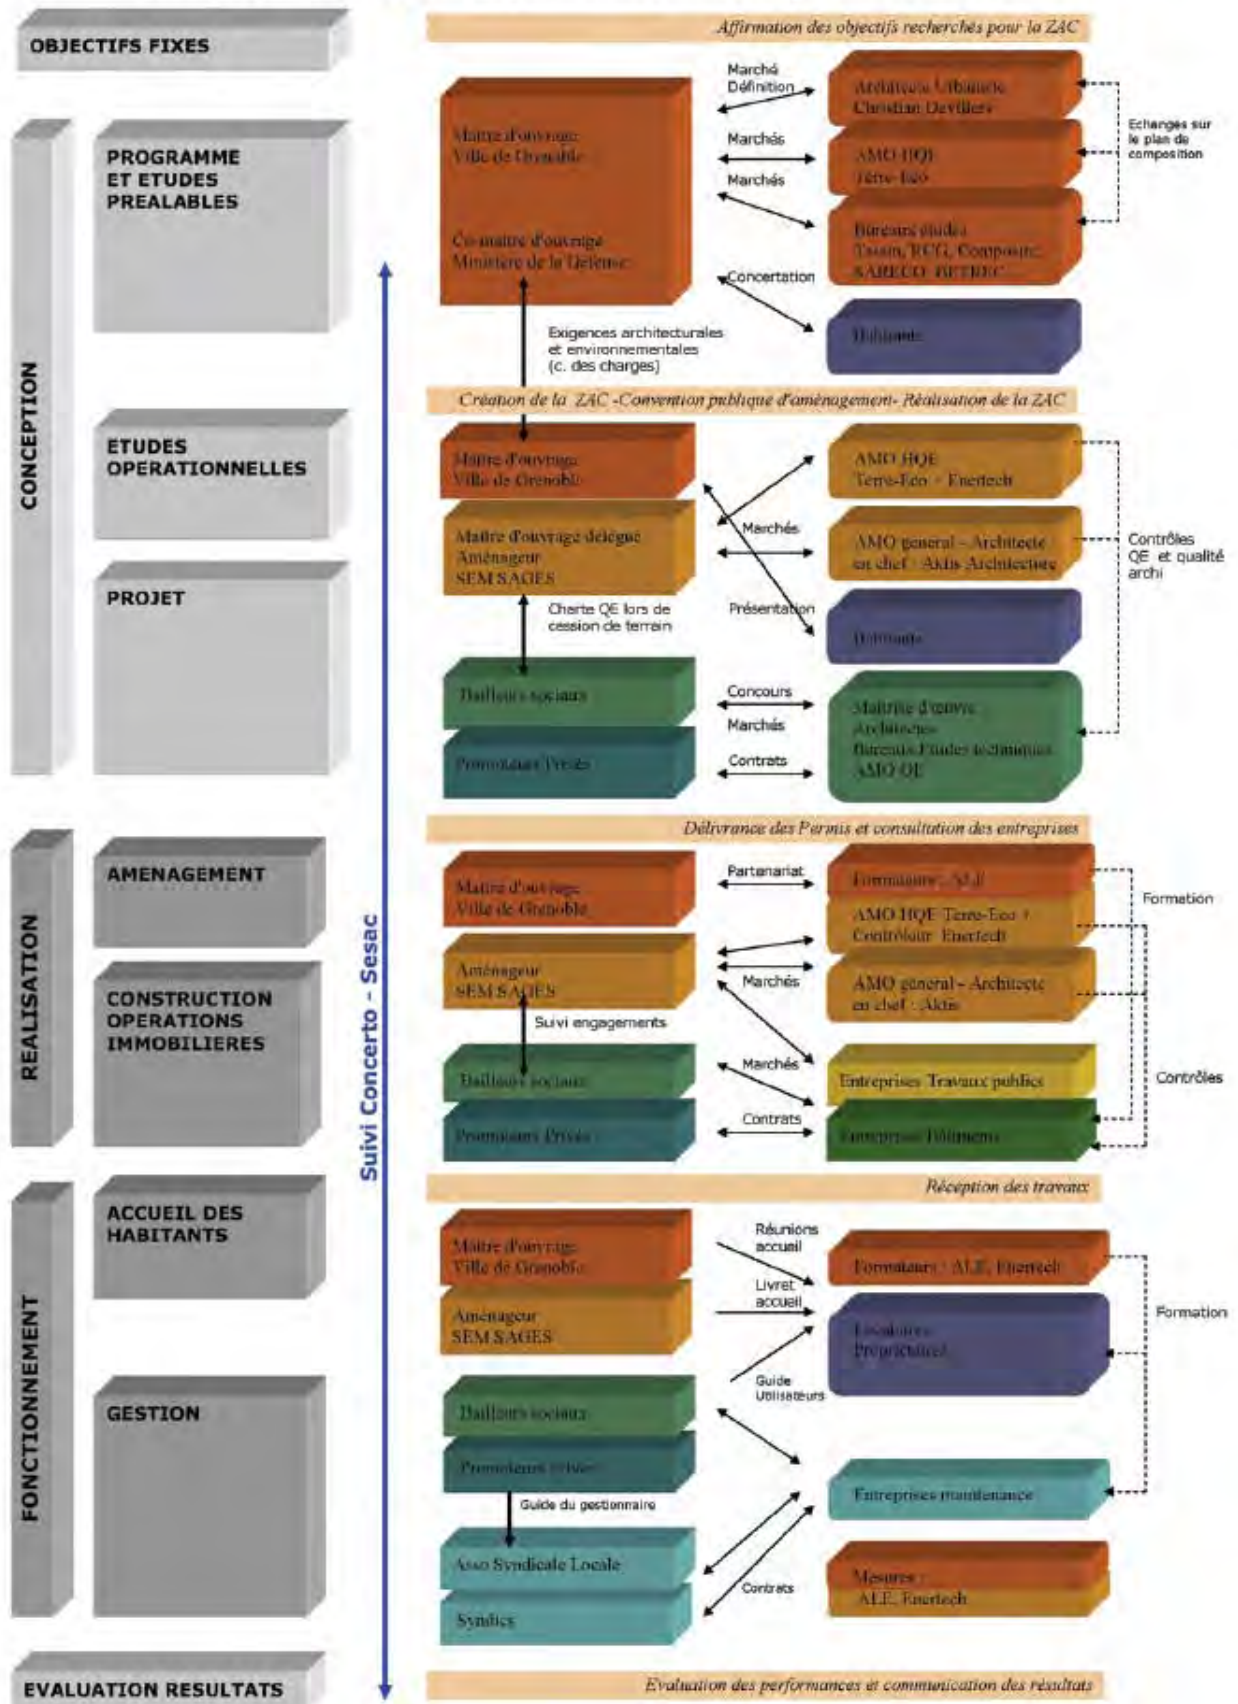 OBJECTIFS FIXES
Affirmation des objectifs recherchés pour la ZAC
CONCEPTION
PROGRAMME
ET ETUDES
PREALABLES
Maître d'ouvrage
Ville de Grenoble
Co-maître d'ouvrage
Ministère de la Défense
Marché
Définition
Marchés
Marchés
Concertation
Architecte Urbaniste
Christian Devillers
AMO HQE
Terre-Eco
Bureaux études
Tassin, RCG, Composite,
SARECO, BETREC
Habitants
Echanges sur
le plan de
composition
Exigences architecturales
et environnementales
(c. des charges)
Création de la ZAC -Convention publique d'aménagement- Réalisation de la ZAC
ETUDES
OPERATIONNELLES
PROJET
Maître d'ouvrage
Ville de Grenoble
Maître d'ouvrage délégué
Aménageur
SEM SAGES
Marchés
Présentation
AMO HQE
Terre-Eco + Enertech
AMO general - Architecte
en chef : Aktis Architecture
Habitants
Contrôles
QE et qualité
archi
Charte QE lors de
cession de terrain
Bailleurs sociaux
Promoteurs Privés
Concours
Marchés
Contrats
Maîtrise d'œuvre
Architectes
Bureaux Etudes techniques
AMO QE
Délivrance des Permis et consultation des entreprises
REALISATION
AMENAGEMENT
CONSTRUCTION
OPERATIONS
IMMOBILIERES
Suivi Concerto - Sesac
Maître d'ouvrage
Ville de Grenoble
Aménageur
SEM SAGES
Suivi engagements
Bailleurs sociaux
Promoteurs Privés
Partenariat
Marchés
Marchés
Contrats
Formateurs : ALE
AMO HQE Terre-Eco +
Contrôleur Enertech
AMO general - Architecte
en chef : Aktis
Entreprises Travaux publics
Entreprises Bâtiments
Formation
Contrôles
Réception des travaux
FONCTIONNEMENT
ACCUEIL DES
HABITANTS
GESTION
Maître d'ouvrage
Ville de Grenoble
Aménageur
SEM SAGES
Bailleurs sociaux
Promoteurs Privés
Guide du gestionnaire
Asso Syndicale Locale
Syndics
Réunions
accueil
Livret
accueil
Guide
Utilisateurs
Contrats
Formateurs : ALE, Enertech
Locataires
Propriétaires
Entreprises maintenance
Mesures :
ALE, Enertech
Formation
EVALUATION RESULTATS
Evaluation des performances et communication des résultats